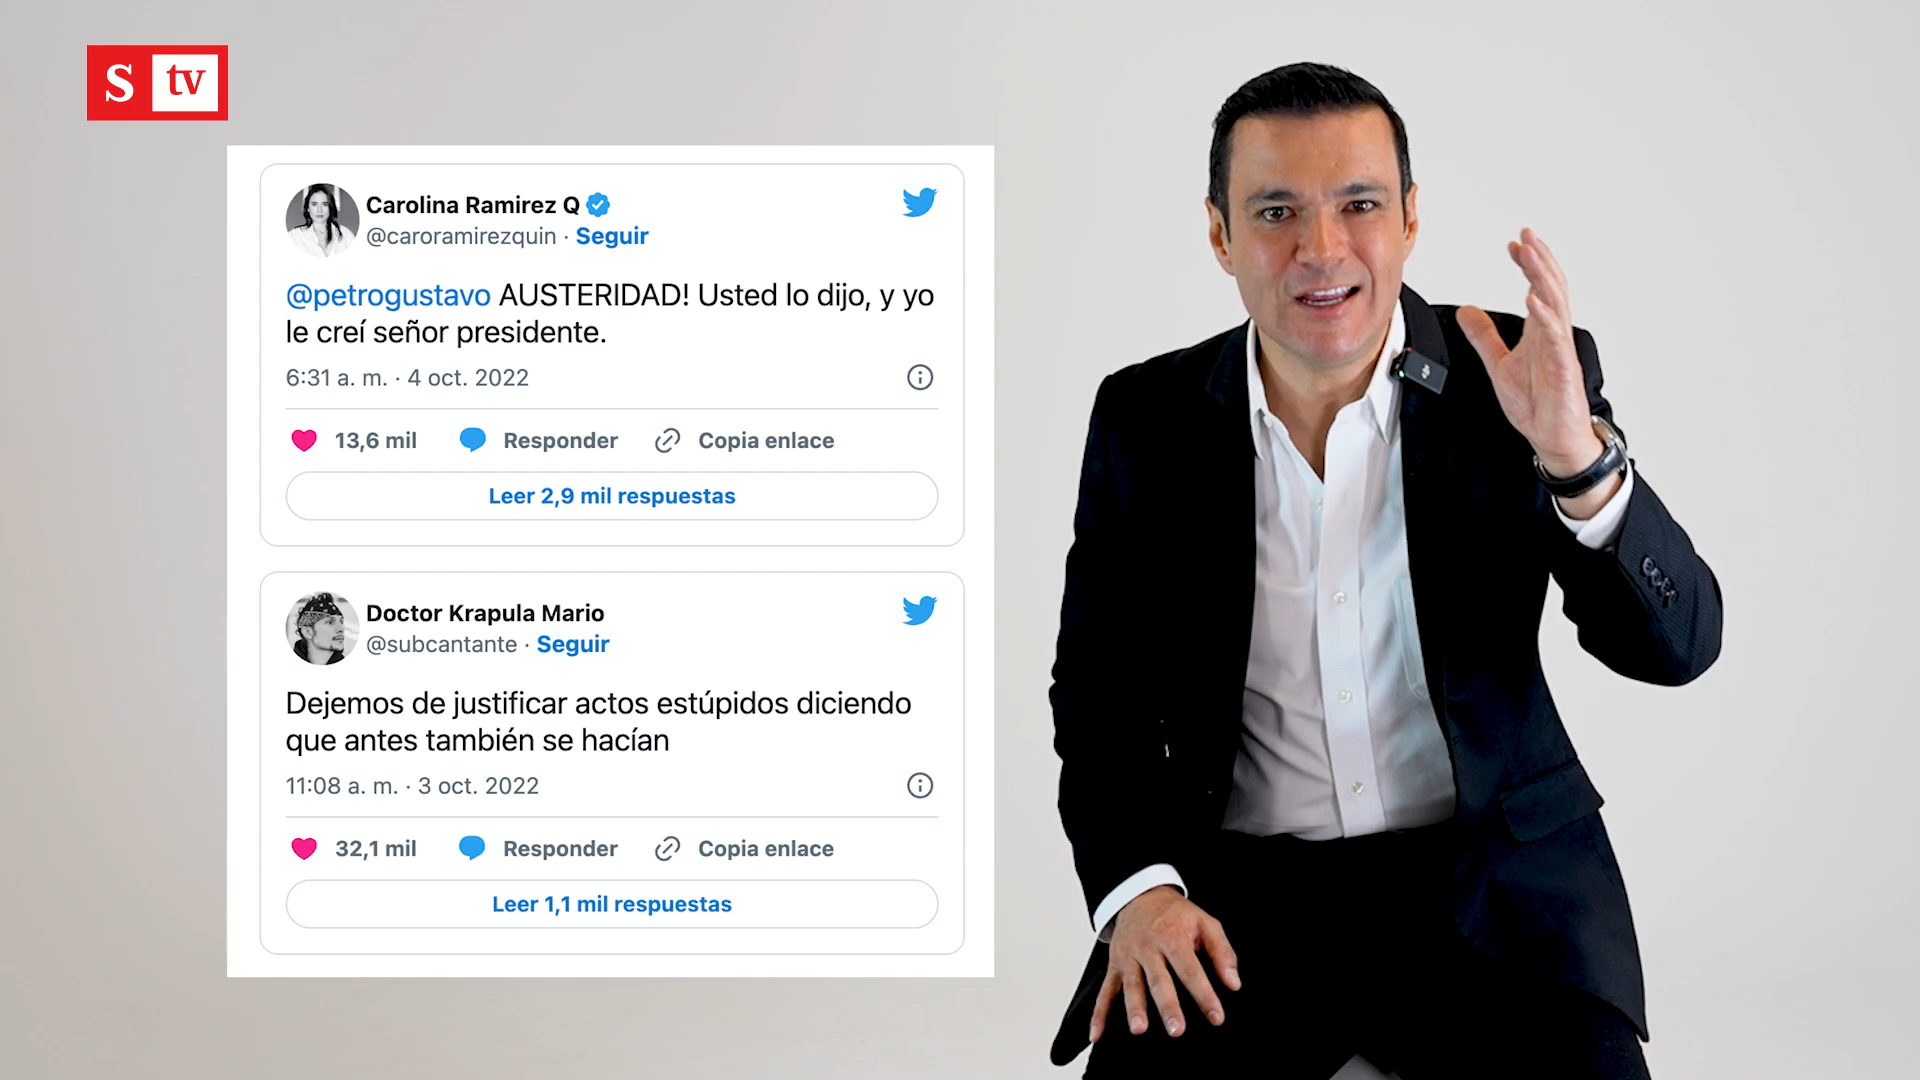 S tv
Carolina Ramirez Q
@caroramirezquin · Seguir
@petrogustavo AUSTERIDAD! Usted lo dijo, y yo
le creí señor presidente.
6:31 a. m. · 4 oct. 2022
13,6 mil Responder Copia enlace
Leer 2,9 mil respuestas
Doctor Krapula Mario
@subcantante · Seguir
Dejemos de justificar actos estúpidos diciendo
que antes también se hacían
11:08 a. m. · 3 oct. 2022
32,1 mil Responder Copia enlace
Leer 1,1 mil respuestas
dji